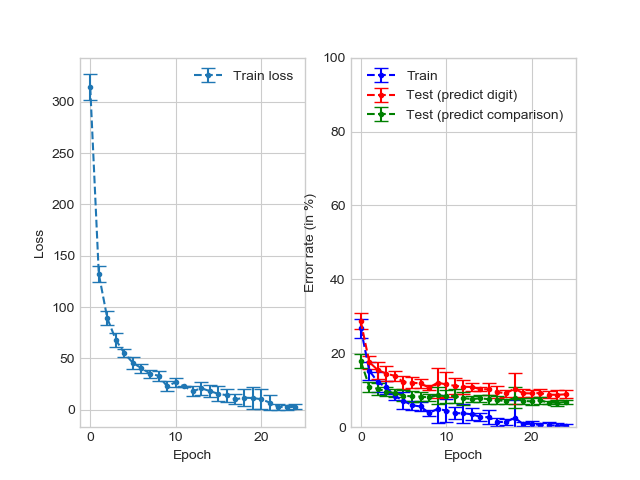 Train loss
300
250
200
150
100
50
0
Loss
0
10
20
Epoch
Train
Test (predict digit)
Test (predict comparison)
100
80
60
40
20
0
Error rate (in %)
0
10
20
Epoch